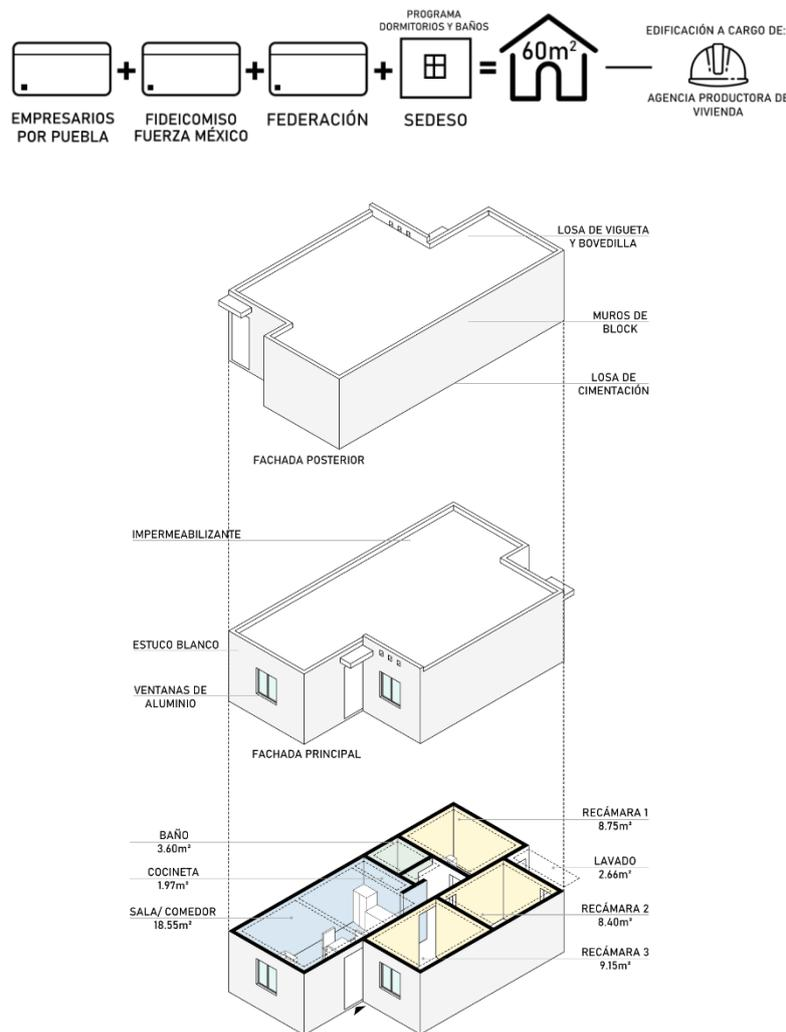 PROGRAMA
DORMITORIOS Y BAÑOS
EDIFICACIÓN A CARGO DE:
60m²
EMPRESARIOS
POR PUEBLA
FIDEICOMISO
FUERZA MÉXICO
FEDERACIÓN
SEDESO
AGENCIA PRODUCTORA DE
VIVIENDA
LOSA DE VIGUETA
Y BOVEDILLA
MUROS DE
BLOCK
LOSA DE
CIMENTACIÓN
FACHADA POSTERIOR
IMPERMEABILIZANTE
ESTUCO BLANCO
VENTANAS DE
ALUMINIO
FACHADA PRINCIPAL
RECÁMARA 1
8.75m²
BAÑO
3.60m²
LAVADO
2.66m²
COCINETA
1.97m²
SALA/ COMEDOR
18.55m²
RECÁMARA 2
8.40m²
RECÁMARA 3
9.15m²